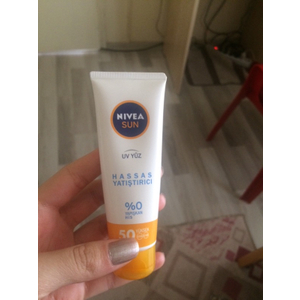 NIVEA
SUN
UV YÜZ
HASSAS
YATIŞTIRICI
%0
50